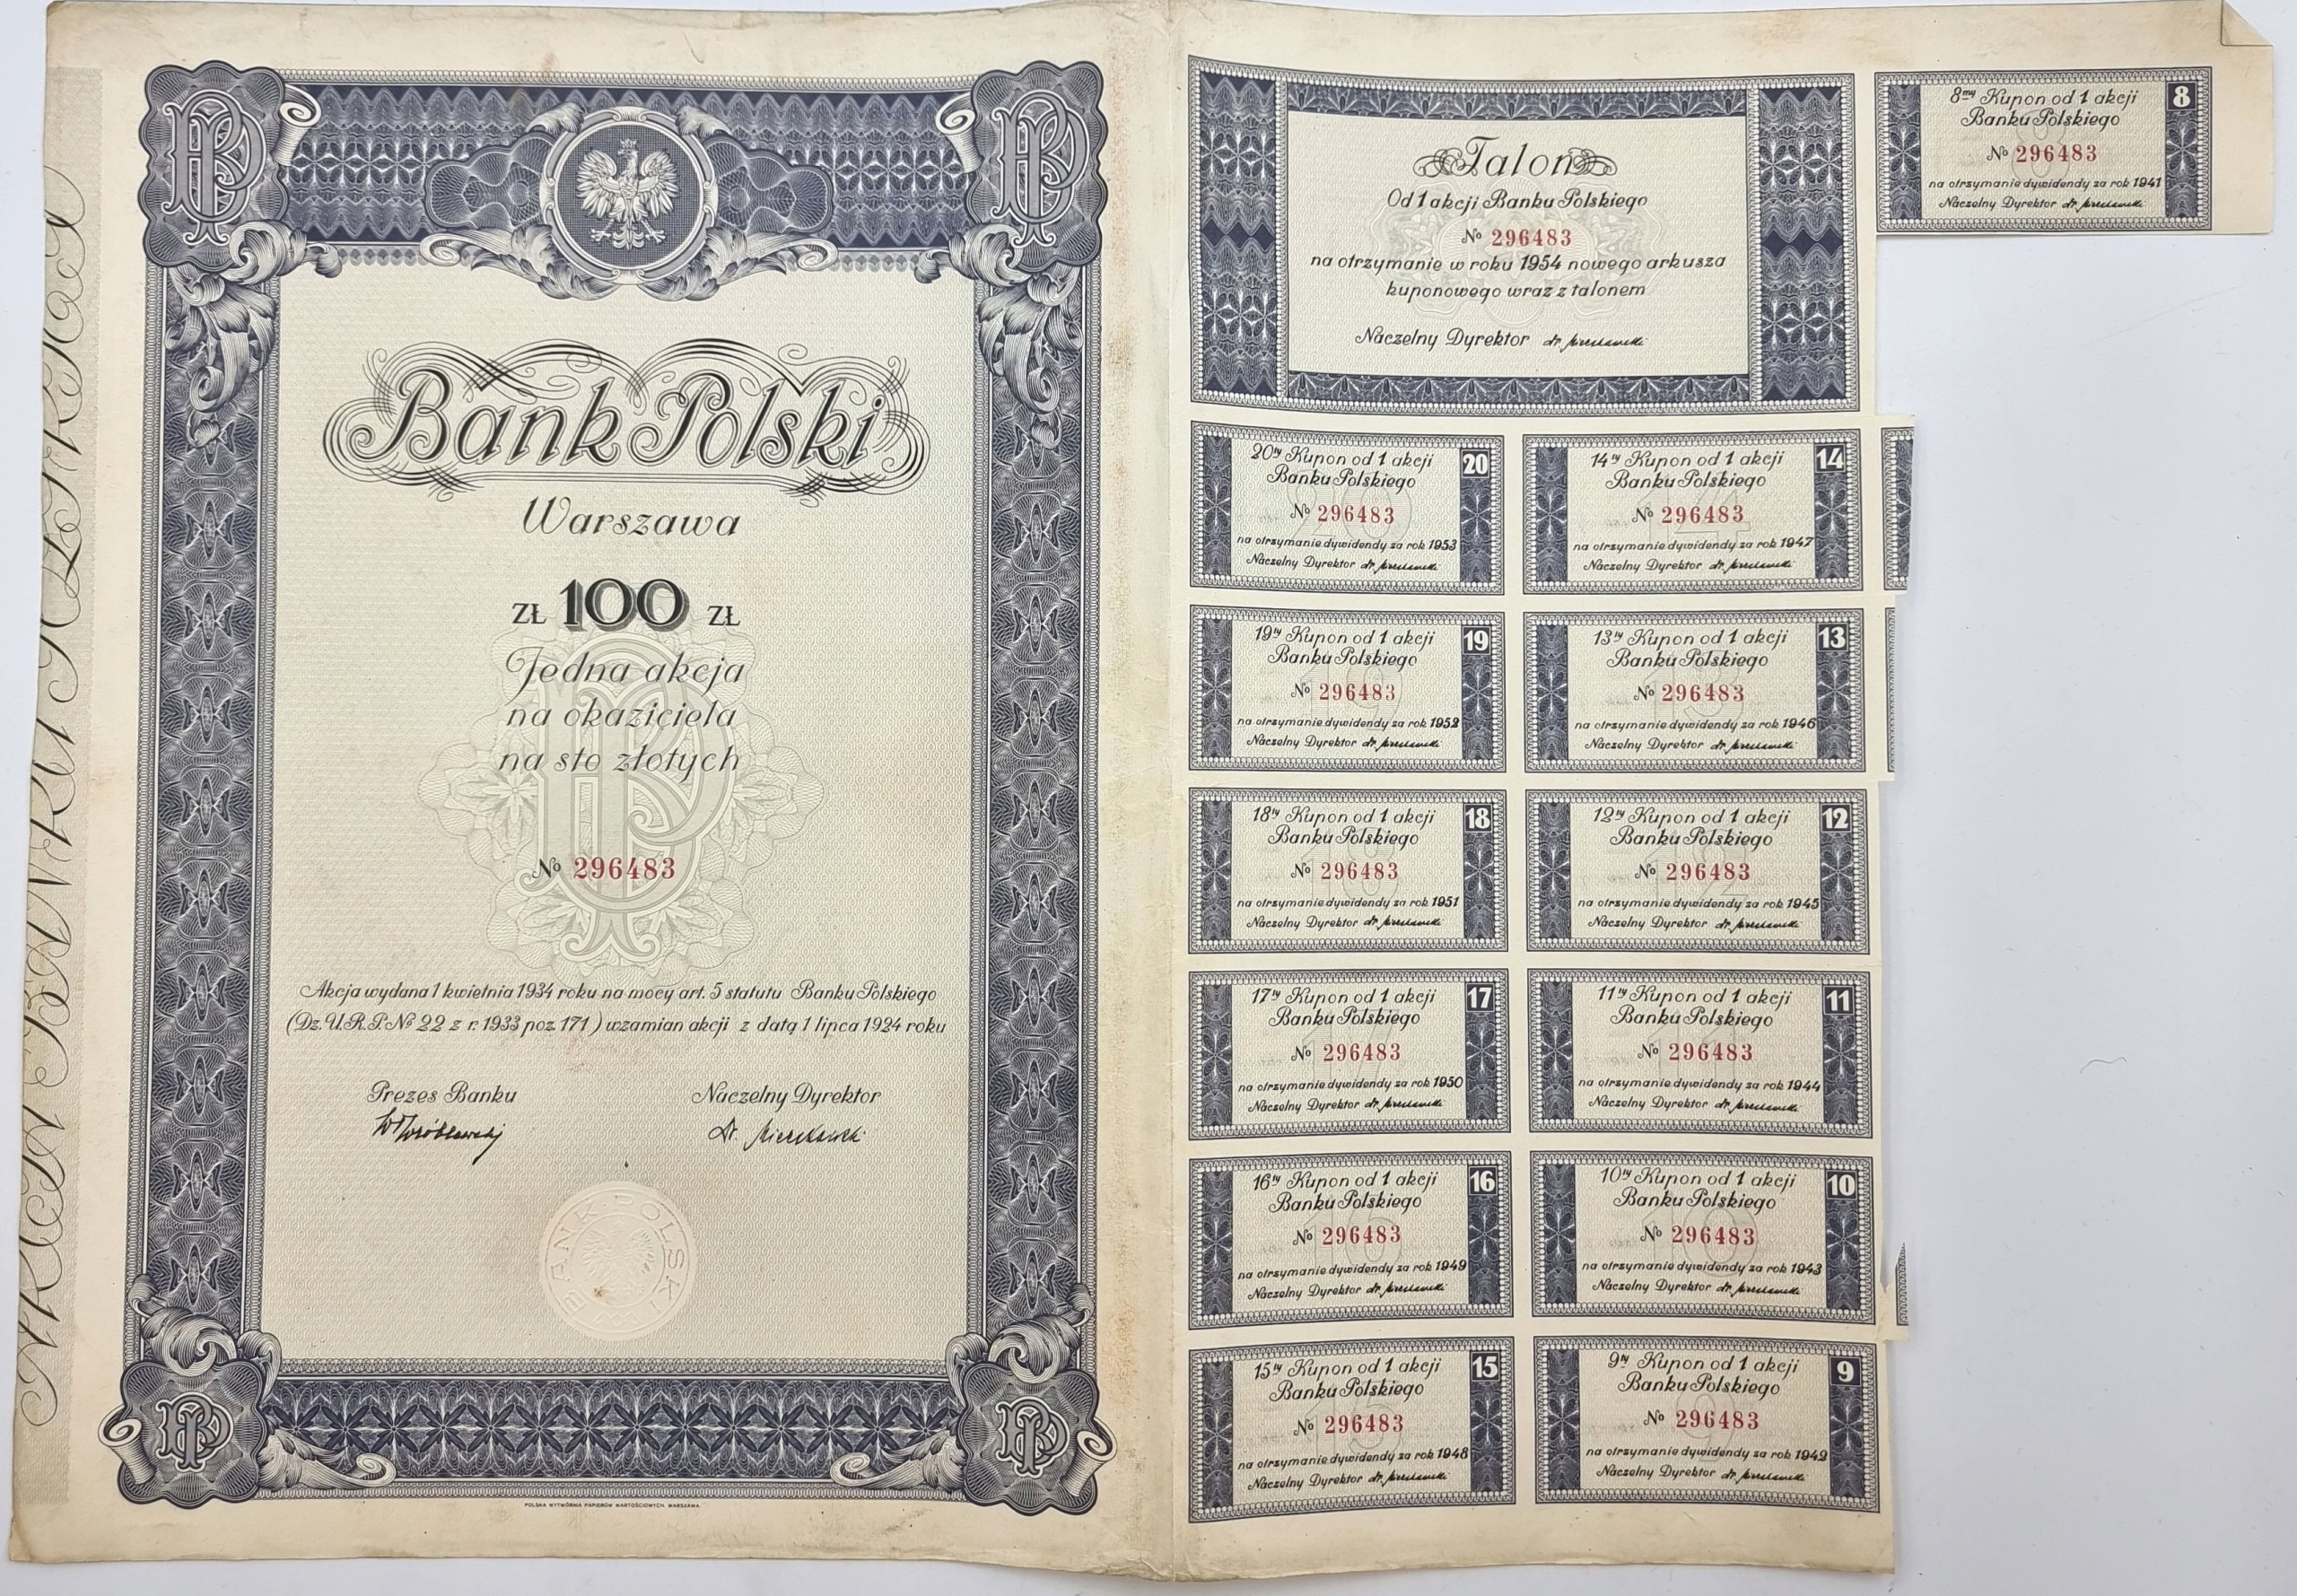 AKCJA BANKU POLSKIEGO
Bank Polski
Warszawa
ZŁ 100 ZŁ
Jedna akcja
na okaziciela
na sto złotych
№ 296483
Akcja wydana 1 kwietnia 1934 roku na mocy art. 5 statutu Banku Polskiego
(Dz. U. R. P. № 22 z r. 1933 poz. 171) wzamian akcji z datą 1 lipca 1924 roku
Prezes Banku
Naczelny Dyrektor
BANK POLSKI
POLSKA WYTWÓRNIA PAPIERÓW WARTOŚCIOWYCH. WARSZAWA.
Talon
Od 1 akcji Banku Polskiego
№ 296483
na otrzymanie w roku 1954 nowego arkusza
kuponowego wraz z talonem
Naczelny Dyrektor
8my Kupon od 1 akcji 8
Banku Polskiego
№ 296483
na otrzymanie dywidendy za rok 1941
Naczelny Dyrektor
20ty Kupon od 1 akcji 20
Banku Polskiego
№ 296483
na otrzymanie dywidendy za rok 1953
Naczelny Dyrektor
14ty Kupon od 1 akcji 14
Banku Polskiego
№ 296483
na otrzymanie dywidendy za rok 1947
Naczelny Dyrektor
19ty Kupon od 1 akcji 19
Banku Polskiego
№ 296483
na otrzymanie dywidendy za rok 1952
Naczelny Dyrektor
13ty Kupon od 1 akcji 13
Banku Polskiego
№ 296483
na otrzymanie dywidendy za rok 1946
Naczelny Dyrektor
18ty Kupon od 1 akcji 18
Banku Polskiego
№ 296483
na otrzymanie dywidendy za rok 1951
Naczelny Dyrektor
12ty Kupon od 1 akcji 12
Banku Polskiego
№ 296483
na otrzymanie dywidendy za rok 1945
Naczelny Dyrektor
17ty Kupon od 1 akcji 17
Banku Polskiego
№ 296483
na otrzymanie dywidendy za rok 1950
Naczelny Dyrektor
11ty Kupon od 1 akcji 11
Banku Polskiego
№ 296483
na otrzymanie dywidendy za rok 1944
Naczelny Dyrektor
16ty Kupon od 1 akcji 16
Banku Polskiego
№ 296483
na otrzymanie dywidendy za rok 1949
Naczelny Dyrektor
10ty Kupon od 1 akcji 10
Banku Polskiego
№ 296483
na otrzymanie dywidendy za rok 1943
Naczelny Dyrektor
15ty Kupon od 1 akcji 15
Banku Polskiego
№ 296483
na otrzymanie dywidendy za rok 1948
Naczelny Dyrektor
9ty Kupon od 1 akcji 9
Banku Polskiego
№ 296483
na otrzymanie dywidendy za rok 1942
Naczelny Dyrektor